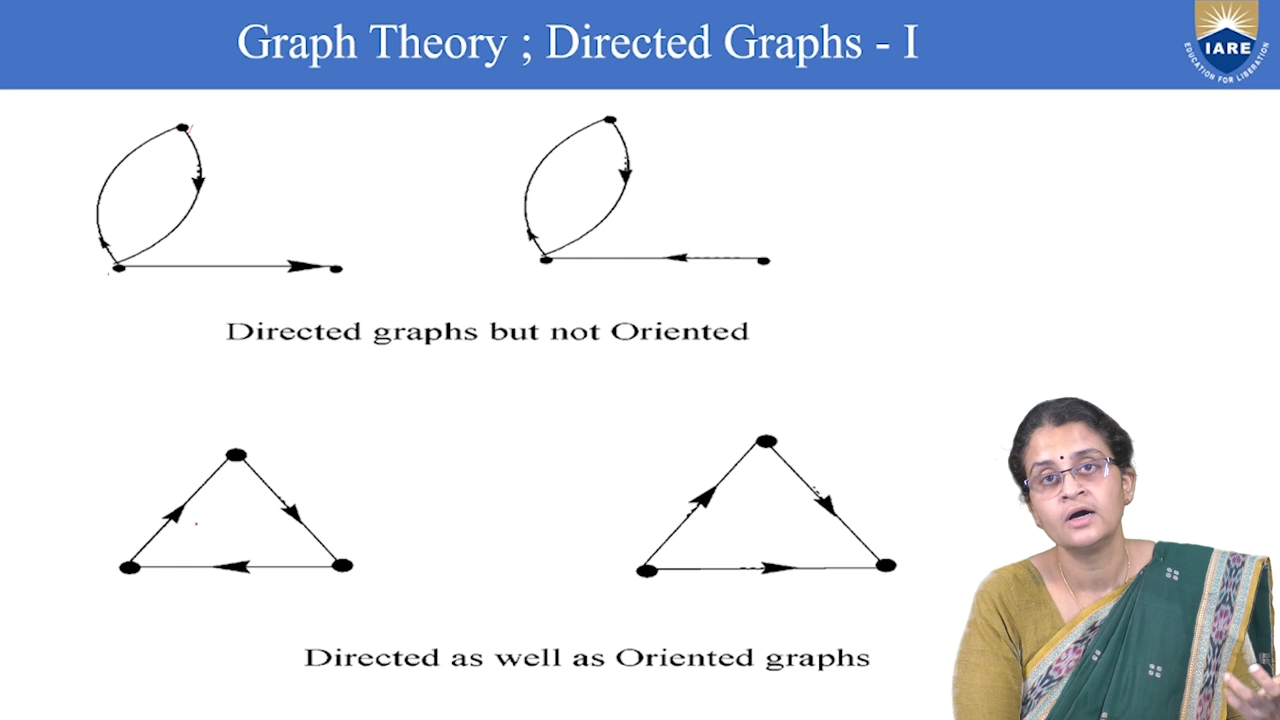 Graph Theory ; Directed Graphs - I
IARE
EDUCATION FOR LIBERATION
Directed graphs but not Oriented
Directed as well as Oriented graphs